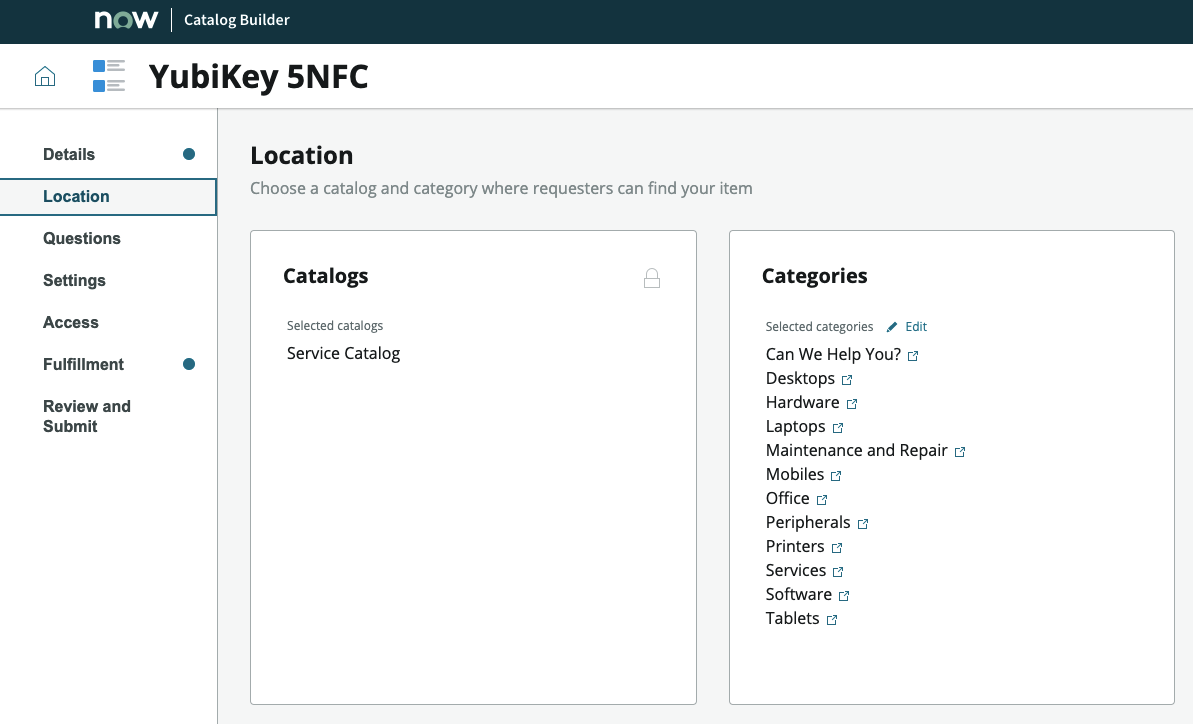 now | Catalog Builder
YubiKey 5NFC
Details
Location
Questions
Settings
Access
Fulfillment
Review and
Submit
Location
Choose a catalog and category where requesters can find your item
Catalogs
Selected catalogs
Service Catalog
Categories
Selected categories Edit
Can We Help You?
Desktops
Hardware
Laptops
Maintenance and Repair
Mobiles
Office
Peripherals
Printers
Services
Software
Tablets